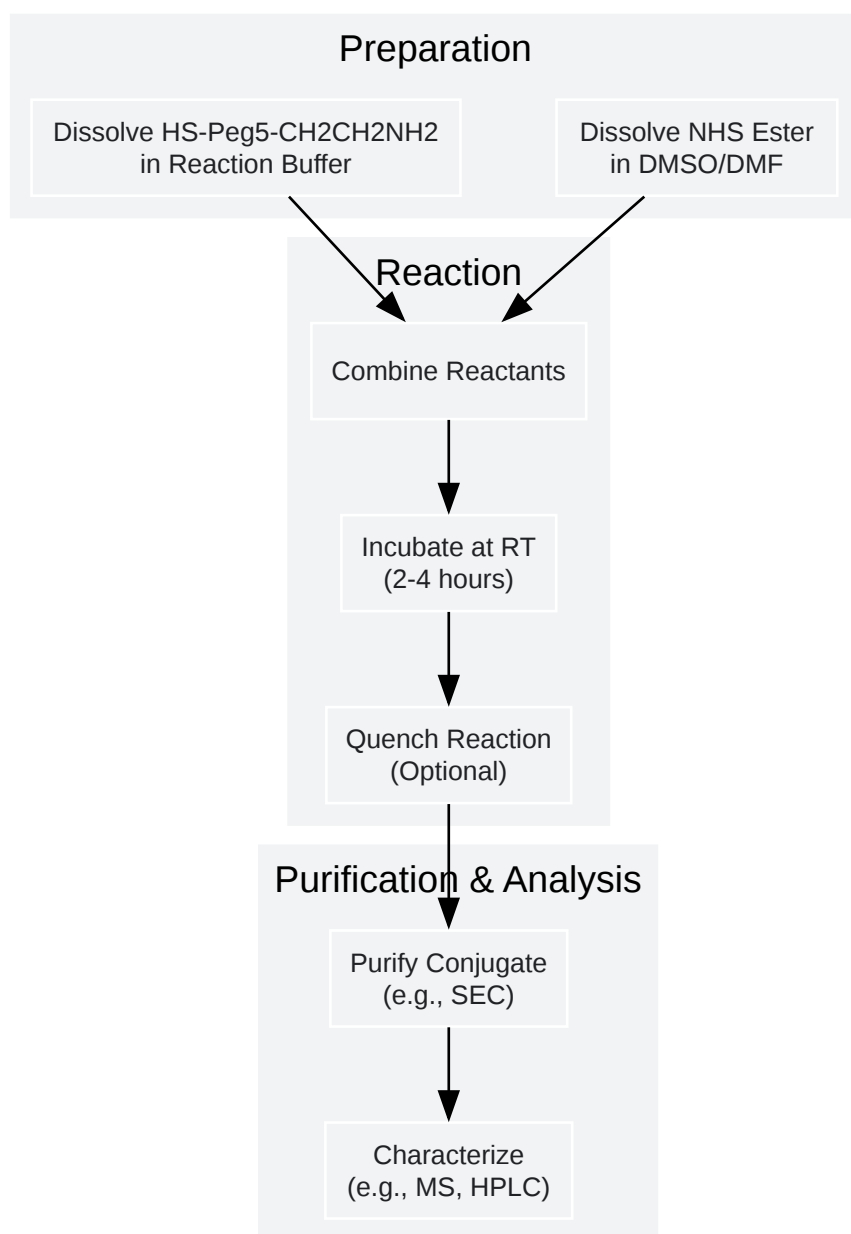 Preparation
Dissolve HS-Peg5-CH2CH2NH2
in Reaction Buffer
Dissolve NHS Ester
in DMSO/DMF
Reaction
Combine Reactants
Incubate at RT
(2-4 hours)
Quench Reaction
(Optional)
Purification & Analysis
Purify Conjugate
(e.g., SEC)
Characterize
(e.g., MS, HPLC)